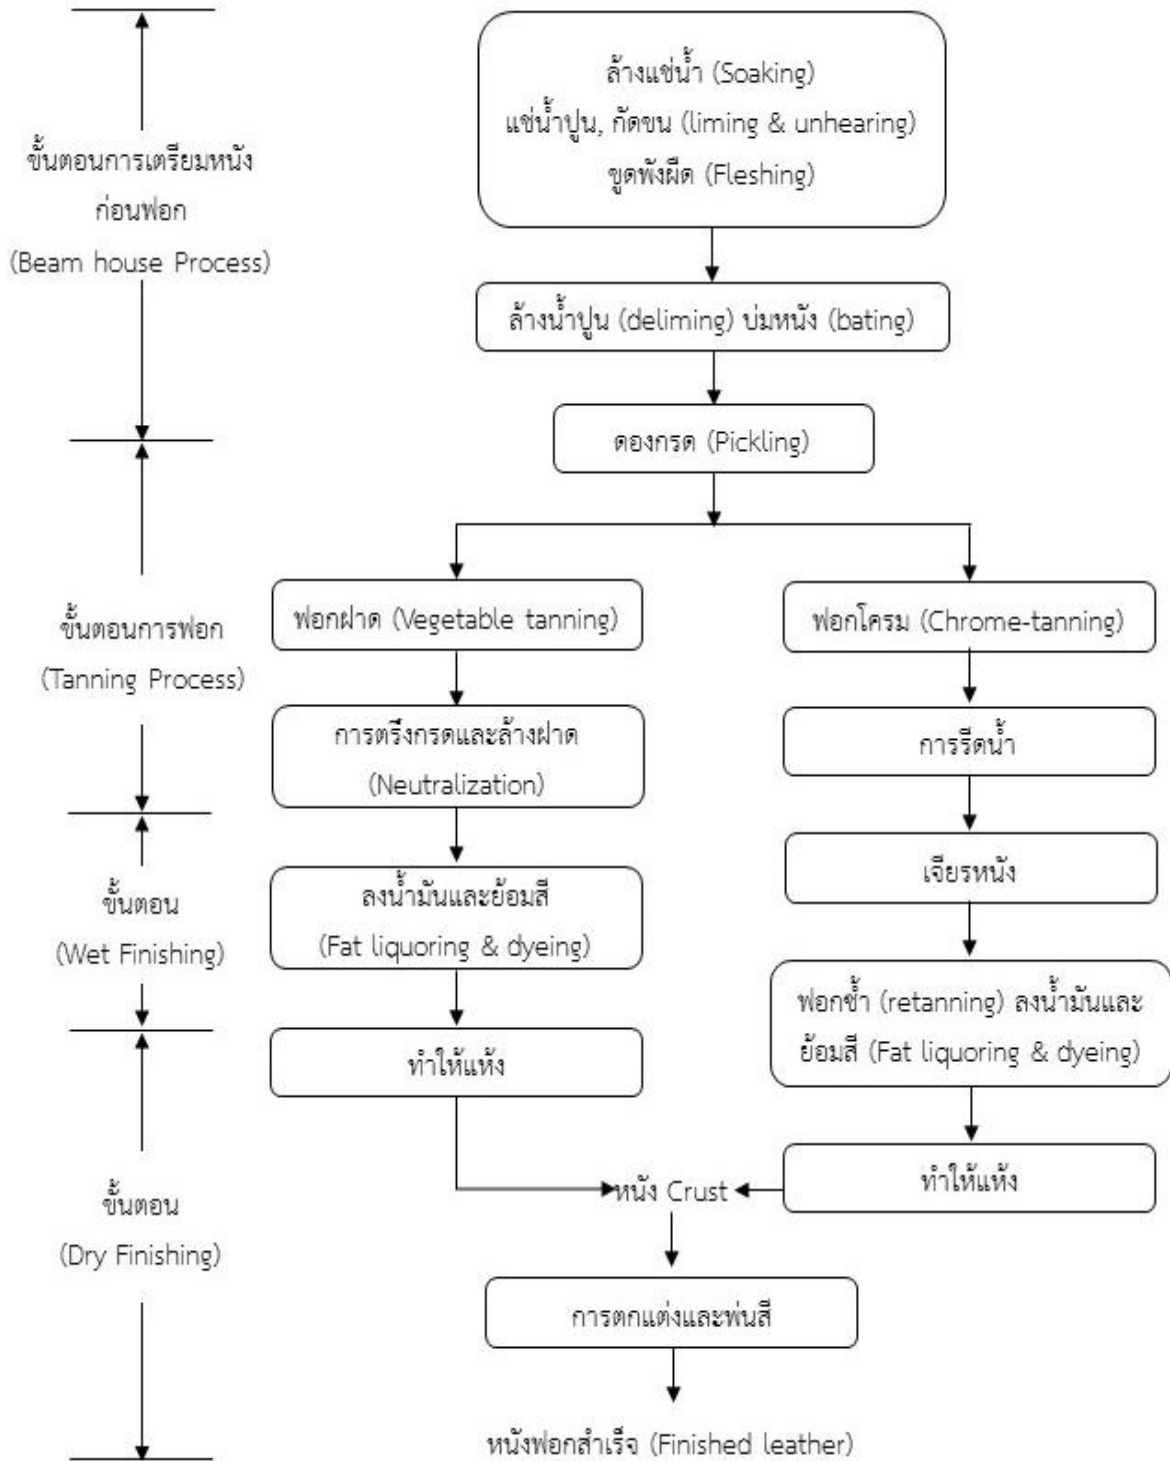 ล้างแช่น้ำ (Soaking)
แช่น้ำปูน, กัดขน (liming & unhearing)
ขูดพังผืด (Fleshing)
ขั้นตอนการเตรียมหนัง
ก่อนฟอก
(Beam house Process)
ล้างน้ำปูน (deliming) บ่มหนัง (bating)
ดองกรด (Pickling)
ขั้นตอนการฟอก
(Tanning Process)
ฟอกฝาด (Vegetable tanning)
ฟอกโครม (Chrome-tanning)
การตรึงกรดและล้างฝาด
(Neutralization)
การรีดน้ำ
ขั้นตอน
(Wet Finishing)
ลงน้ำมันและย้อมสี
(Fat liquoring & dyeing)
เจียรหนัง
ฟอกซ้ำ (retanning) ลงน้ำมันและ
ย้อมสี (Fat liquoring & dyeing)
ทำให้แห้ง
ทำให้แห้ง
ขั้นตอน
(Dry Finishing)
หนัง Crust
การตกแต่งและพ่นสี
หนังฟอกสำเร็จ (Finished leather)